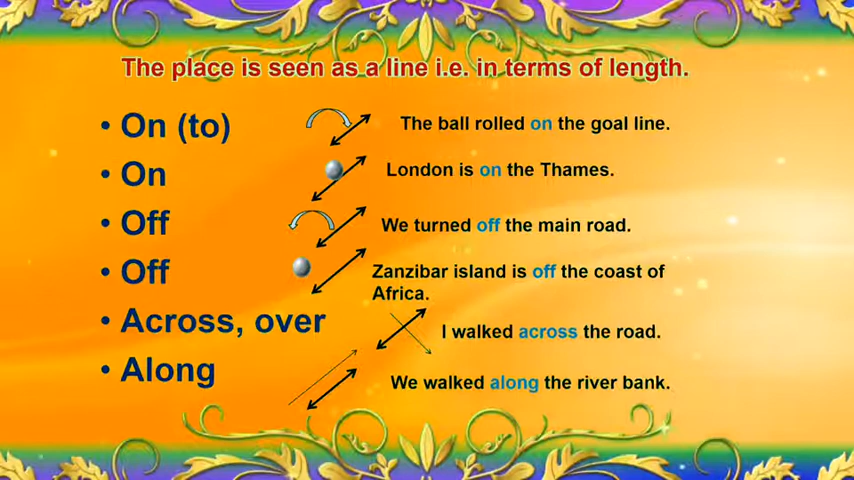 The place is seen as a line i.e. in terms of length.
• On (to)
The ball rolled on the goal line.
• On
London is on the Thames.
• Off
We turned off the main road.
• Off
Zanzibar island is off the coast of
Africa.
• Across, over
I walked across the road.
• Along
We walked along the river bank.